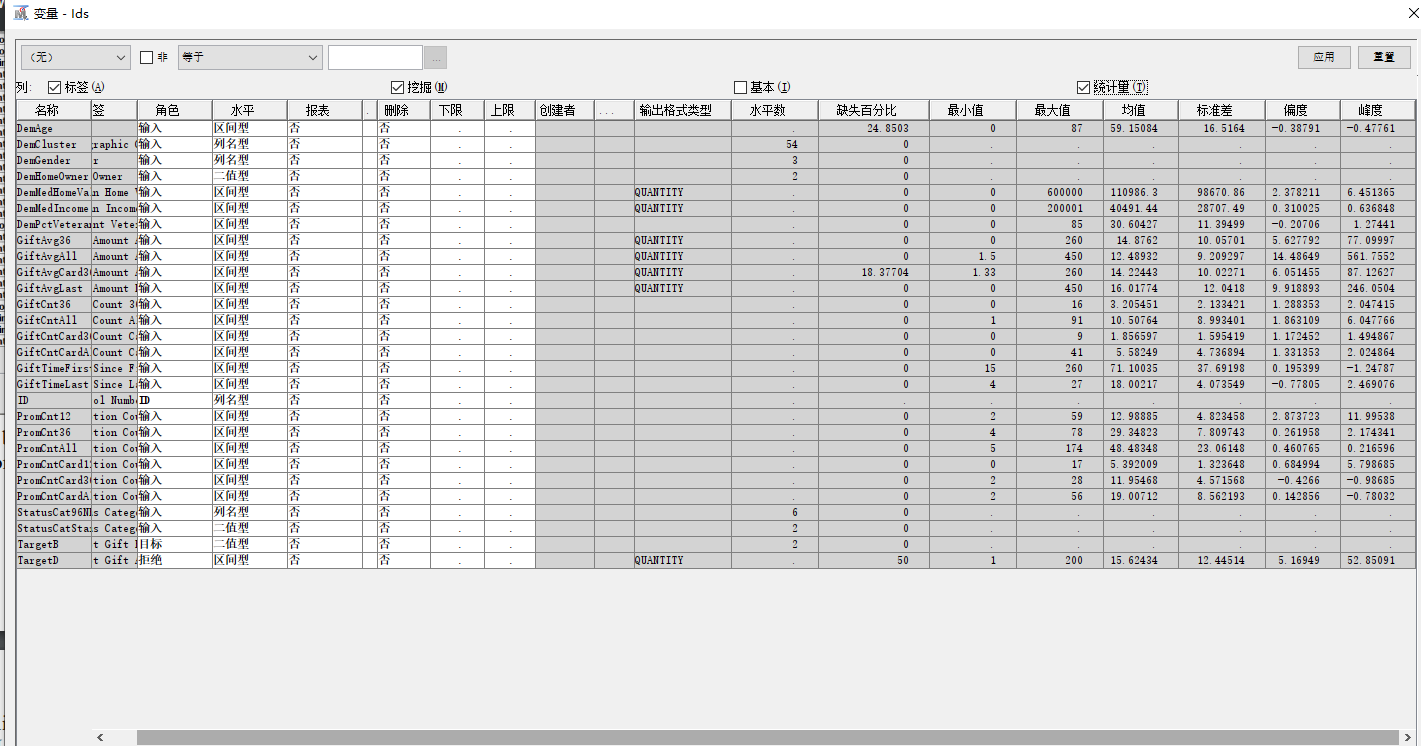 变量 - Ids
(无) 非 等于 ... 应用 重置
列: 标签(A) 挖掘(M) 基本(I) 统计量(T)
名称 签 角色 水平 报表 . 删除 下限 上限 创建者 ... 输出格式类型 水平数 缺失百分比 最小值 最大值 均值 标准差 偏度 峰度
DemAge 输入 区间型 否 否 . . . 24.8503 0 87 59.15084 16.5164 -0.38791 -0.47761
DemCluster raphic 输入 列名型 否 否 . . 54 0 . . . . . .
DemGender r 输入 列名型 否 否 . . 3 0 . . . . . .
DemHomeOwner Owner 输入 二值型 否 否 . . 2 0 . . . . . .
DemMedHomeVa n Home 输入 区间型 否 否 . . QUANTITY . 0 0 600000 110986.3 98670.86 2.378211 6.451365
DemMedIncome n Incom 输入 区间型 否 否 . . QUANTITY . 0 0 200001 40491.44 28707.49 0.310025 0.636848
DemPctVeteran nt Vete 输入 区间型 否 否 . . . 0 0 85 30.60427 11.39499 -0.20706 1.27441
GiftAvg36 Amount 输入 区间型 否 否 . . QUANTITY . 0 0 260 14.8762 10.05701 5.627792 77.09997
GiftAvgAll Amount 输入 区间型 否 否 . . QUANTITY . 0 1.5 450 12.48932 9.209297 14.48649 561.7552
GiftAvgCard36 Amount 输入 区间型 否 否 . . QUANTITY . 18.37704 1.33 260 14.22443 10.02271 6.051455 87.12627
GiftAvgLast Amount 输入 区间型 否 否 . . QUANTITY . 0 0 450 16.01774 12.0418 9.918893 246.0504
GiftCnt36 Count 36 输入 区间型 否 否 . . . 0 0 16 3.205451 2.133421 1.288353 2.047415
GiftCntAll Count A 输入 区间型 否 否 . . . 0 1 91 10.50764 8.993401 1.863109 6.047766
GiftCntCard36 Count C 输入 区间型 否 否 . . . 0 0 9 1.856597 1.595419 1.172452 1.494867
GiftCntCardA Count C 输入 区间型 否 否 . . . 0 0 41 5.58249 4.736894 1.331353 2.024864
GiftTimeFirs Since F 输入 区间型 否 否 . . . 0 15 260 71.10035 37.69198 0.195399 -1.24787
GiftTimeLast Since L 输入 区间型 否 否 . . . 0 4 27 18.00217 4.073549 -0.77805 2.469076
ID ol Numb ID 列名型 否 否 . . . . . . . . . .
PromCnt12 tion Cou 输入 区间型 否 否 . . . 0 2 59 12.98885 4.823458 2.873723 11.99538
PromCnt36 tion Cou 输入 区间型 否 否 . . . 0 4 78 29.34823 7.809743 0.261958 2.174341
PromCntAll tion Cou 输入 区间型 否 否 . . . 0 5 174 48.48348 23.06148 0.460765 0.216596
PromCntCard12 tion Cou 输入 区间型 否 否 . . . 0 0 17 5.392009 1.323648 0.684994 5.798685
PromCntCard36 tion Cou 输入 区间型 否 否 . . . 0 2 28 11.95468 4.571568 -0.4266 -0.98685
PromCntCardA tion Cou 输入 区间型 否 否 . . . 0 2 56 19.00712 8.562193 0.142856 -0.78032
StatusCat96N s Categ 输入 列名型 否 否 . . 6 0 . . . . . .
StatusCatSta s Categ 输入 二值型 否 否 . . 2 0 . . . . . .
TargetB t Gift 目标 二值型 否 否 . . 2 0 . . . . . .
TargetD t Gift 拒绝 区间型 否 否 . . QUANTITY . 50 1 200 15.62434 12.44514 5.16949 52.85091